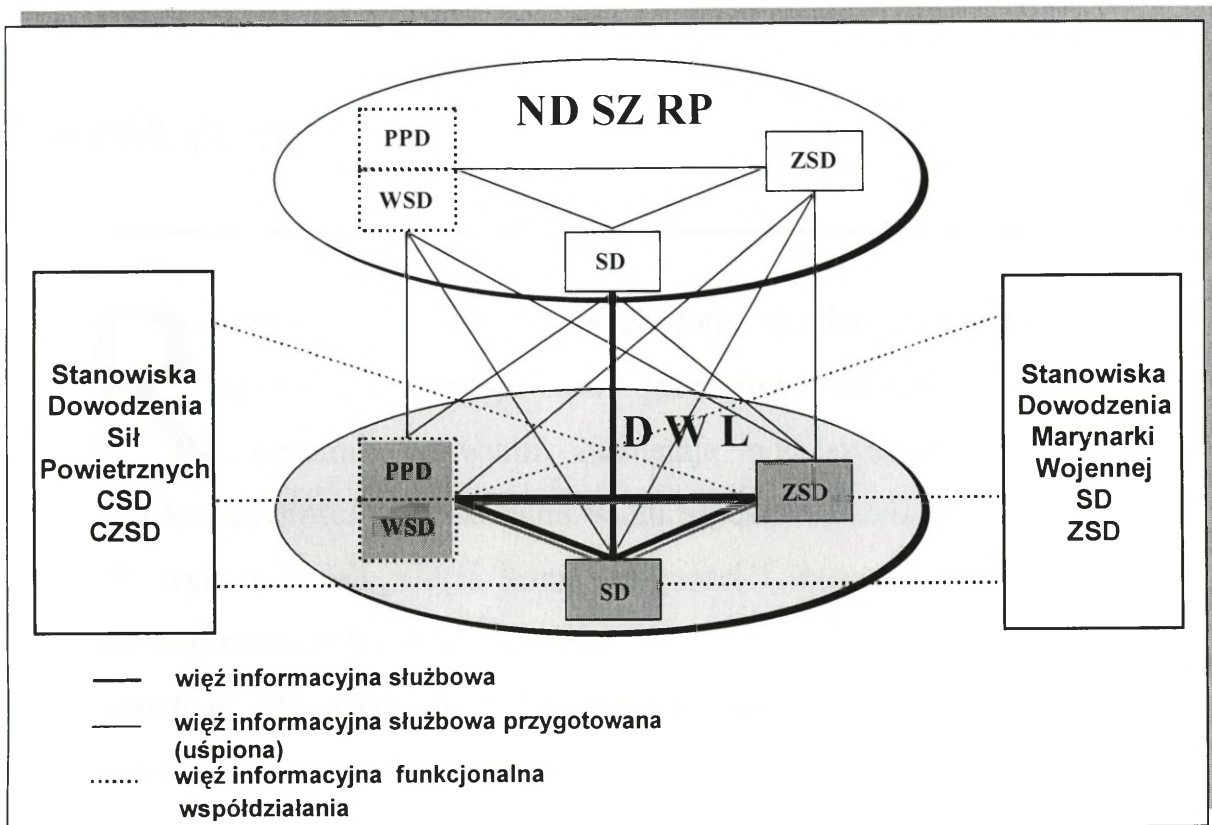 ND SZ RP
PPD
WSD
ZSD
SD
Stanowiska
Dowodzenia
Sił
Powietrznych
CSD
CZSD
D W L
PPD
WSD
ZSD
SD
Stanowiska
Dowodzenia
Marynarki
Wojennej
SD
ZSD
więź informacyjna służbowa
więź informacyjna służbowa przygotowana
(uśpiona)
więź informacyjna funkcjonalna
współdziałania